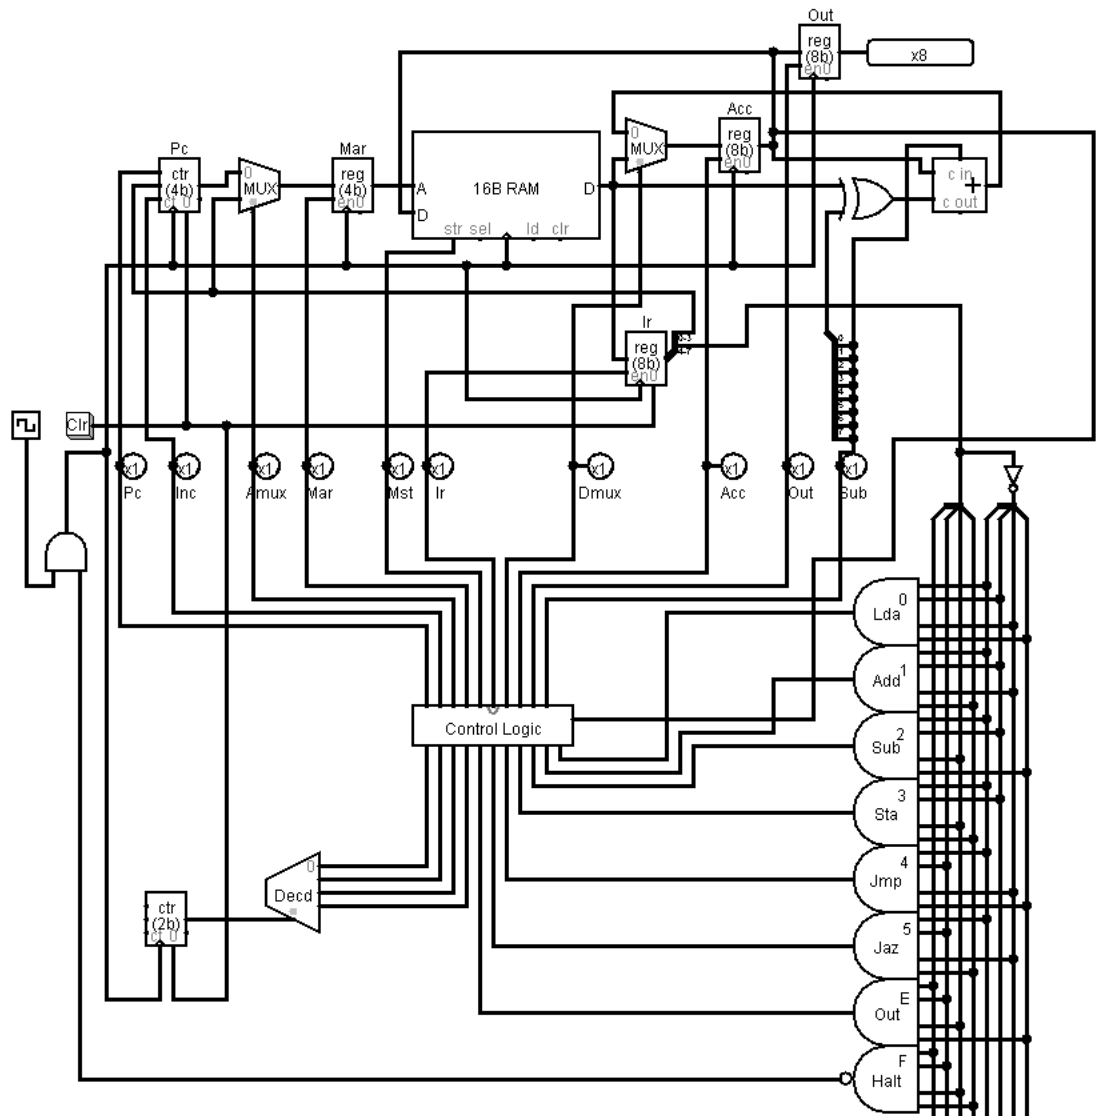 Out
reg
(8b)
en0
x8
Acc
Pc
Mar
0
MUX
reg
(8b)
en0
ctr
(4b)
ct 0
0
MUX
reg
(4b)
en0
A
16B RAM
D
D
str sel
ld
clr
c in
+
c out
Ir
reg
(8b)
en0
Clr
x1
x1
x1
x1
x1
x1
x1
x1
x1
x1
Pc
Inc
Amux
Mar
Mst
Ir
Dmux
Acc
Out
Sub
0
Lda
1
Add
Control Logic
2
Sub
3
Sta
4
Jmp
0
Decd
ctr
(2b)
ct 0
5
Jaz
E
Out
F
Halt